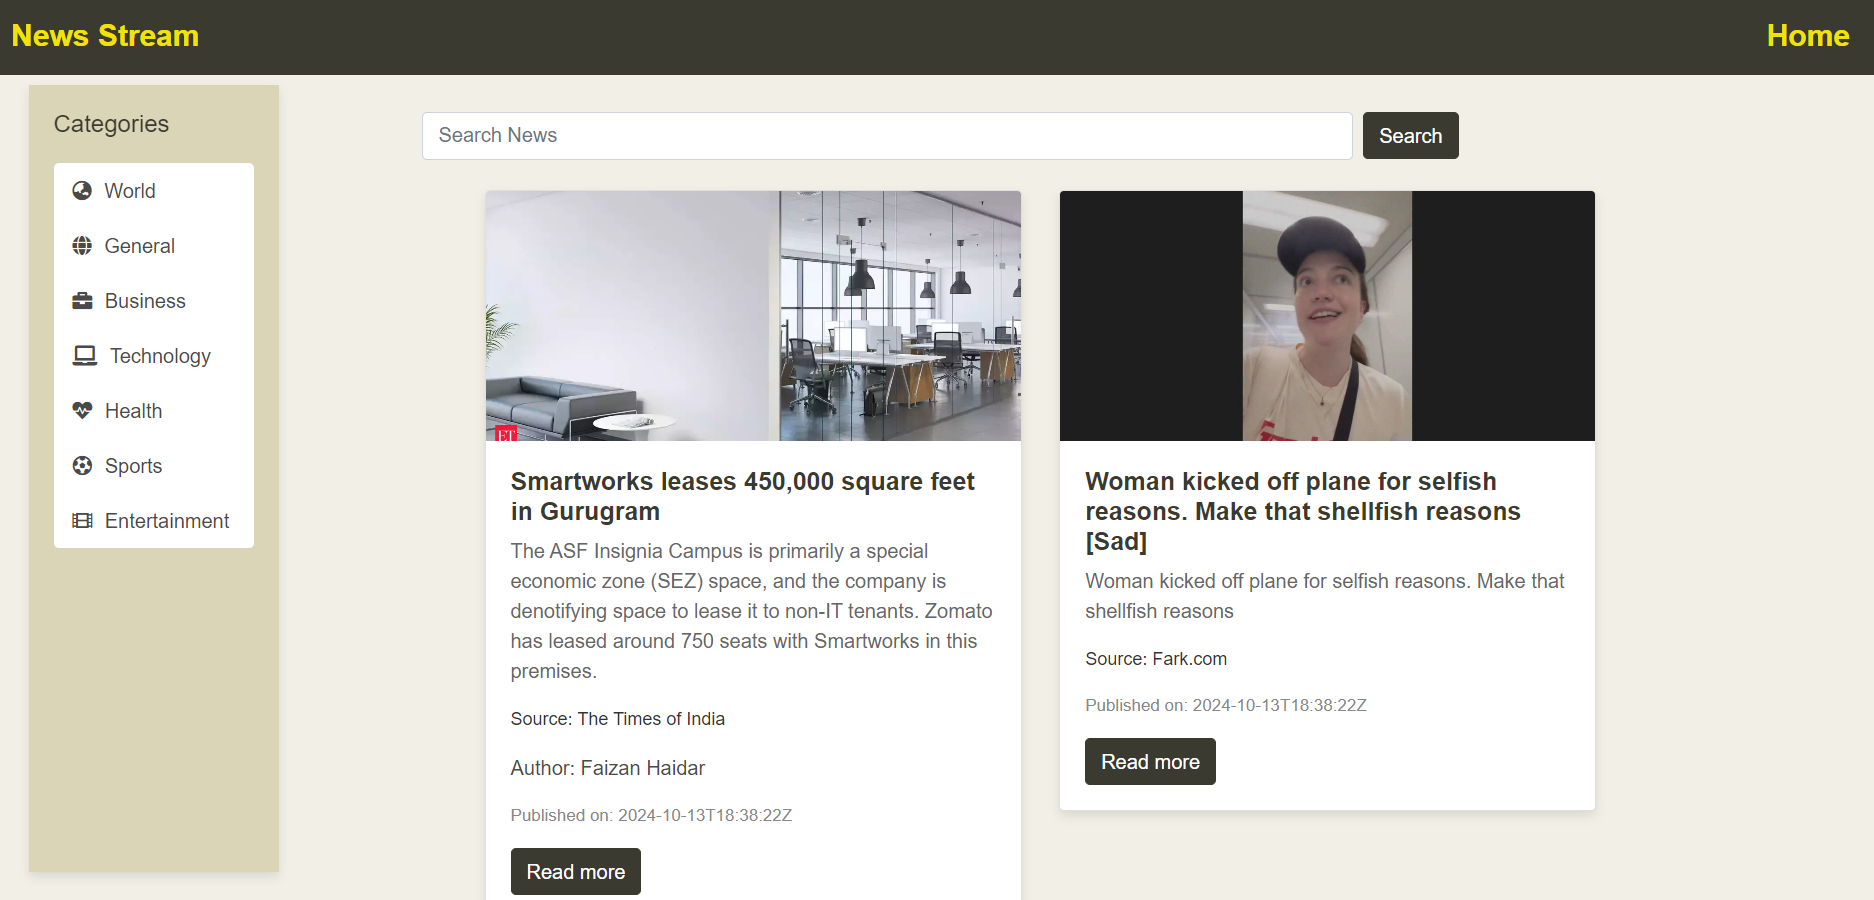 News Stream
Home
Categories
World
General
Business
Technology
Health
Sports
Entertainment
Search News
Search
ET
Smartworks leases 450,000 square feet
in Gurugram
The ASF Insignia Campus is primarily a special
economic zone (SEZ) space, and the company is
denotifying space to lease it to non-IT tenants. Zomato
has leased around 750 seats with Smartworks in this
premises.
Source: The Times of India
Author: Faizan Haidar
Published on: 2024-10-13T18:38:22Z
Read more
Woman kicked off plane for selfish
reasons. Make that shellfish reasons
[Sad]
Woman kicked off plane for selfish reasons. Make that
shellfish reasons
Source: Fark.com
Published on: 2024-10-13T18:38:22Z
Read more